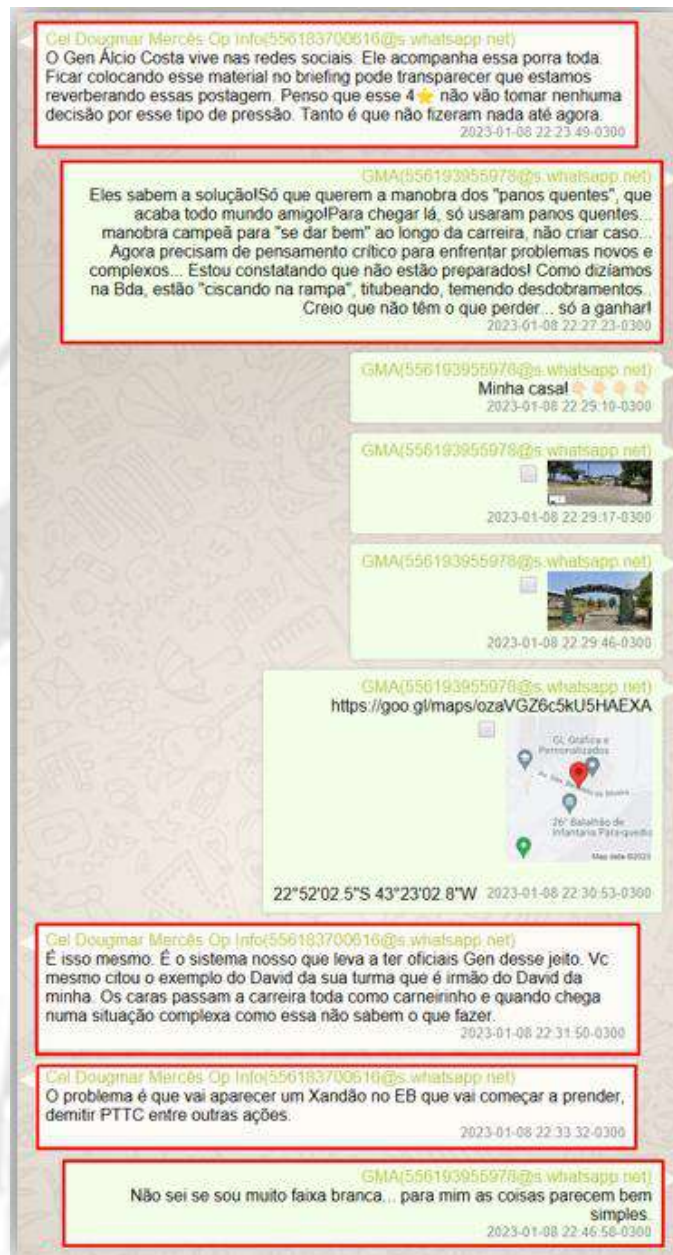 Cel Dougmar Mercês Op Info(556183700616@s.whatsapp.net)
O Gen Álcio Costa vive nas redes sociais. Ele acompanha essa porra toda.
Ficar colocando esse material no briefing pode transparecer que estamos
reverberando essas postagem. Penso que esse 4⭐ não vão tomar nenhuma
decisão por esse tipo de pressão. Tanto é que não fizeram nada até agora.
2023-01-08 22:23:49-0300
GMA(556193955978@s.whatsapp.net)
Eles sabem a solução!Só que querem a manobra dos "panos quentes", que
acaba todo mundo amigo!Para chegar lá, só usaram panos quentes...
manobra campeã para "se dar bem" ao longo da carreira, não criar caso...
Agora precisam de pensamento crítico para enfrentar problemas novos e
complexos... Estou constatando que não estão preparados! Como dizíamos
na Bda, estão "ciscando na rampa", titubeando, temendo desdobramentos..
Creio que não têm o que perder... só a ganhar!
2023-01-08 22:27:23-0300
GMA(556193955978@s.whatsapp.net)
Minha casa!👇🏻👇🏻👇🏻👇🏻
2023-01-08 22:29:10-0300
GMA(556193955978@s.whatsapp.net)
2023-01-08 22:29:17-0300
GMA(556193955978@s.whatsapp.net)
2023-01-08 22:29:46-0300
GMA(556193955978@s.whatsapp.net)
https://goo.gl/maps/ozaVGZ6c5kU5HAEXA
GL Gráfica e
Personalizados
26º Batalhão de
Infantaria Pára-quedis
Map data ©2023
22°52'02.5"S 43°23'02.8"W 2023-01-08 22:30:53-0300
Cel Dougmar Mercês Op Info(556183700616@s.whatsapp.net)
É isso mesmo. É o sistema nosso que leva a ter oficiais Gen desse jeito. Vc
mesmo citou o exemplo do David da sua turma que é irmão do David da
minha. Os caras passam a carreira toda como carneirinho e quando chega
numa situação complexa como essa não sabem o que fazer.
2023-01-08 22:31:50-0300
Cel Dougmar Mercês Op Info(556183700616@s.whatsapp.net)
O problema é que vai aparecer um Xandão no EB que vai começar a prender,
demitir PTTC entre outras ações.
2023-01-08 22:33:32-0300
GMA(556193955978@s.whatsapp.net)
Não sei se sou muito faixa branca... para mim as coisas parecem bem
simples.
2023-01-08 22:46:58-0300